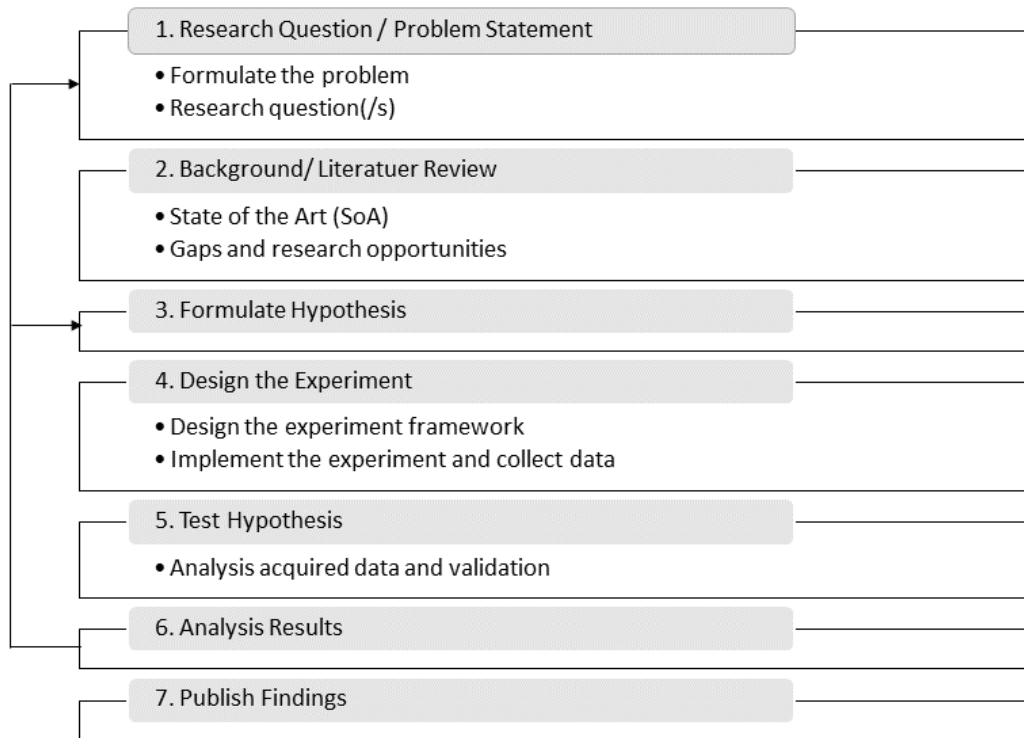 1. Research Question / Problem Statement
• Formulate the problem
• Research question(/s)
2. Background/ Literatuer Review
• State of the Art (SoA)
• Gaps and research opportunities
3. Formulate Hypothesis
4. Design the Experiment
• Design the experiment framework
• Implement the experiment and collect data
5. Test Hypothesis
• Analysis acquired data and validation
6. Analysis Results
7. Publish Findings